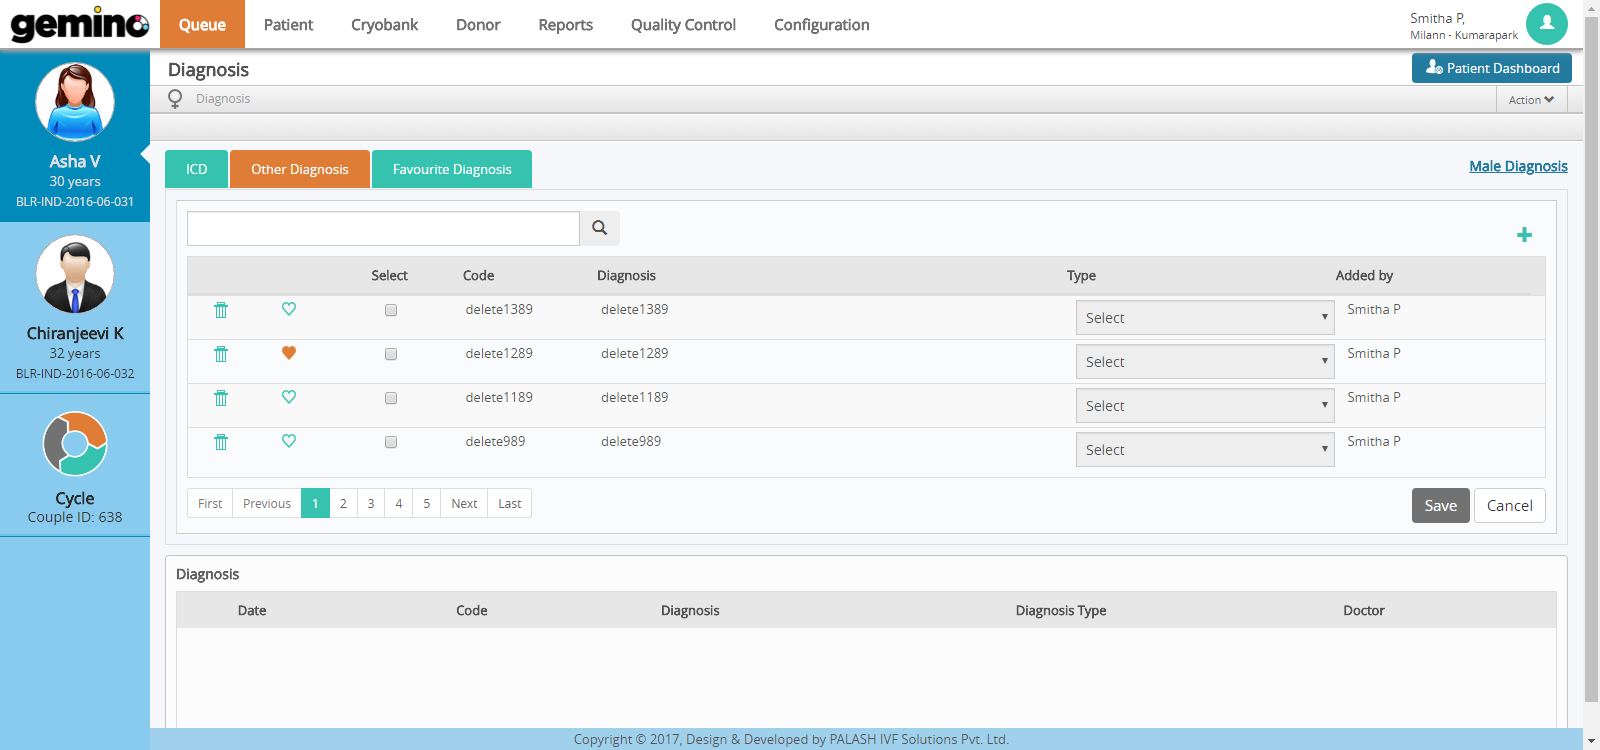 gemino
Queue Patient Cryobank Donor Reports Quality Control Configuration
Smitha P,
Milann - Kumarapark
Diagnosis
Patient Dashboard
Diagnosis
Action
Asha V
30 years
BLR-IND-2016-06-031
Chiranjeevi K
32 years
BLR-IND-2016-06-032
Cycle
Couple ID: 638
ICD Other Diagnosis Favourite Diagnosis
Male Diagnosis
Select Code Diagnosis Type Added by
delete1389 delete1389 Select Smitha P
delete1289 delete1289 Select Smitha P
delete1189 delete1189 Select Smitha P
delete989 delete989 Select Smitha P
First Previous 1 2 3 4 5 Next Last
Save Cancel
Diagnosis
Date Code Diagnosis Diagnosis Type Doctor
Copyright © 2017, Design & Developed by PALASH IVF Solutions Pvt. Ltd.